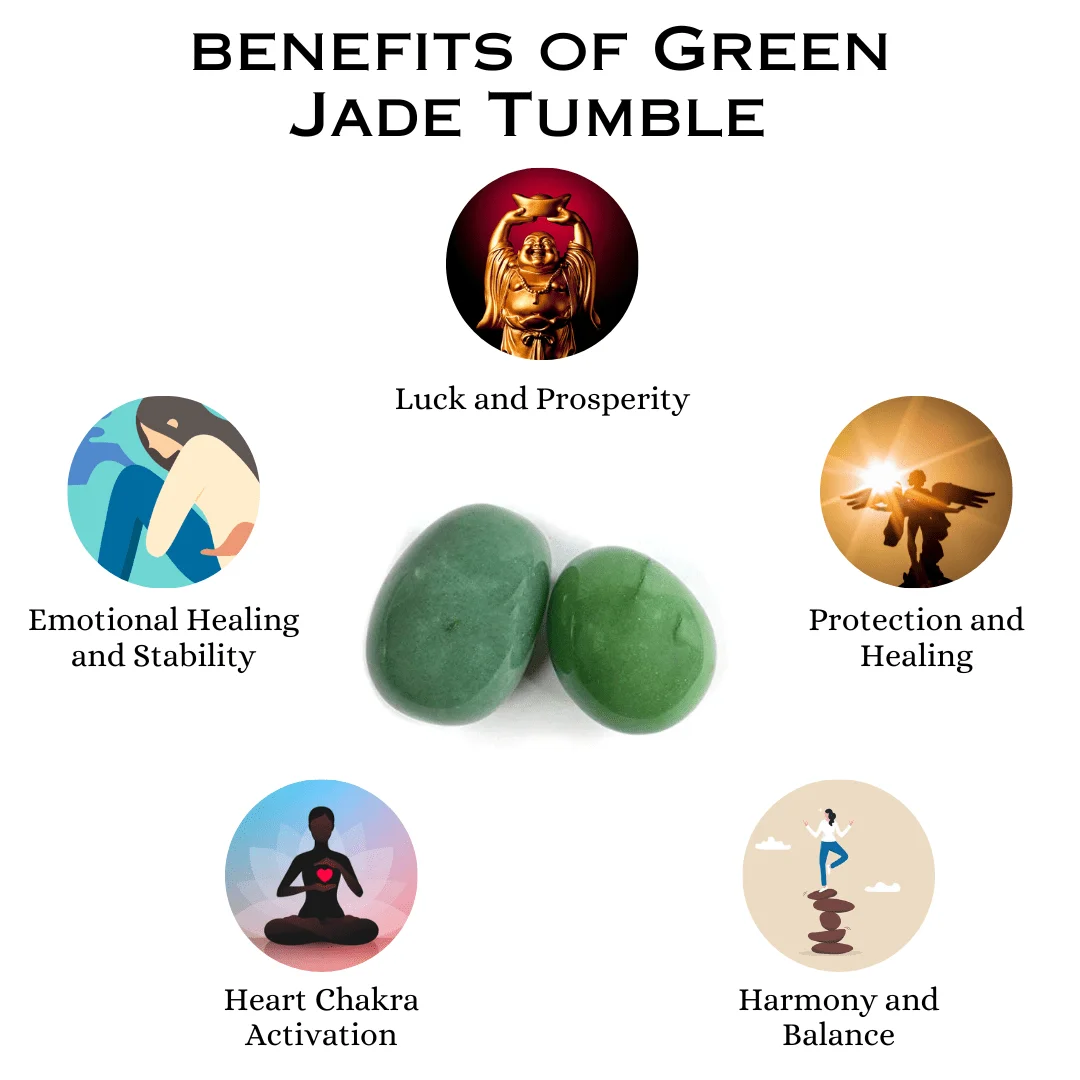 BENEFITS OF GREEN
JADE TUMBLE
Luck and Prosperity
Emotional Healing
and Stability
Protection and
Healing
Heart Chakra
Activation
Harmony and
Balance